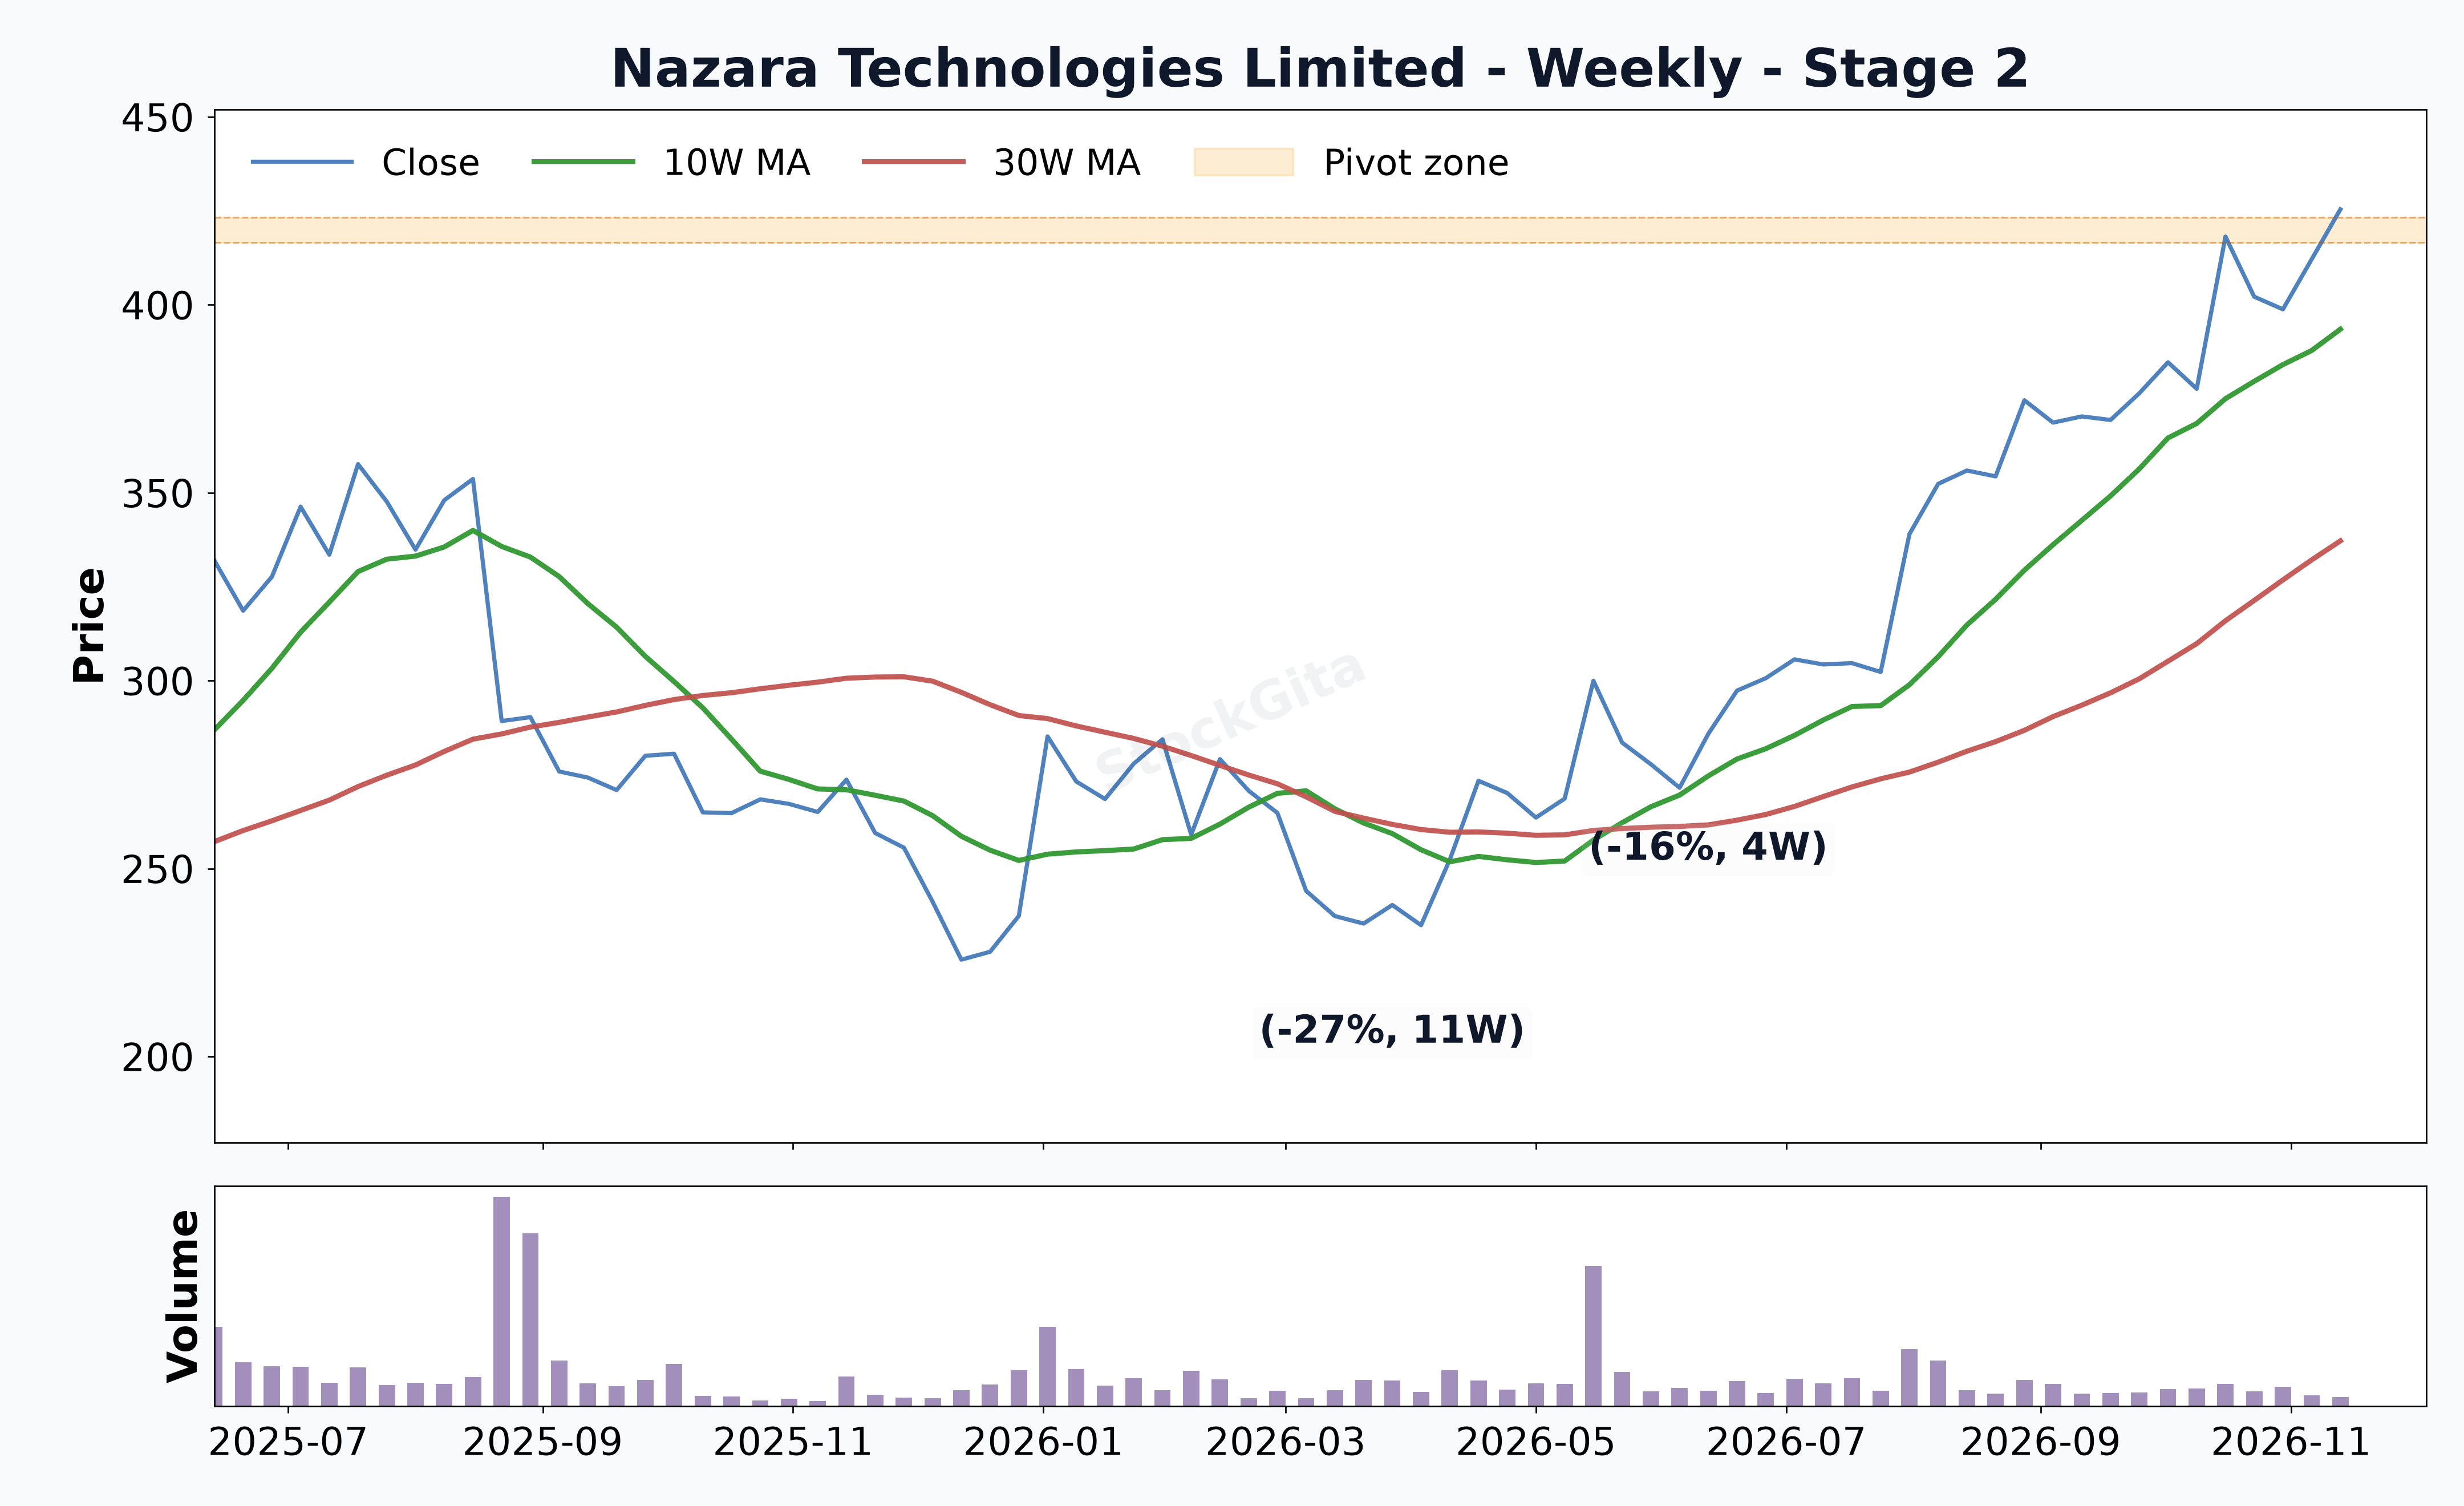 Nazara Technologies Limited - Weekly - Stage 2
Close 10W MA 30W MA Pivot zone
450
400
350
300
250
200
Price
StockGita
(-16%, 4W)
(-27%, 11W)
Volume
2025-07 2025-09 2025-11 2026-01 2026-03 2026-05 2026-07 2026-09 2026-11